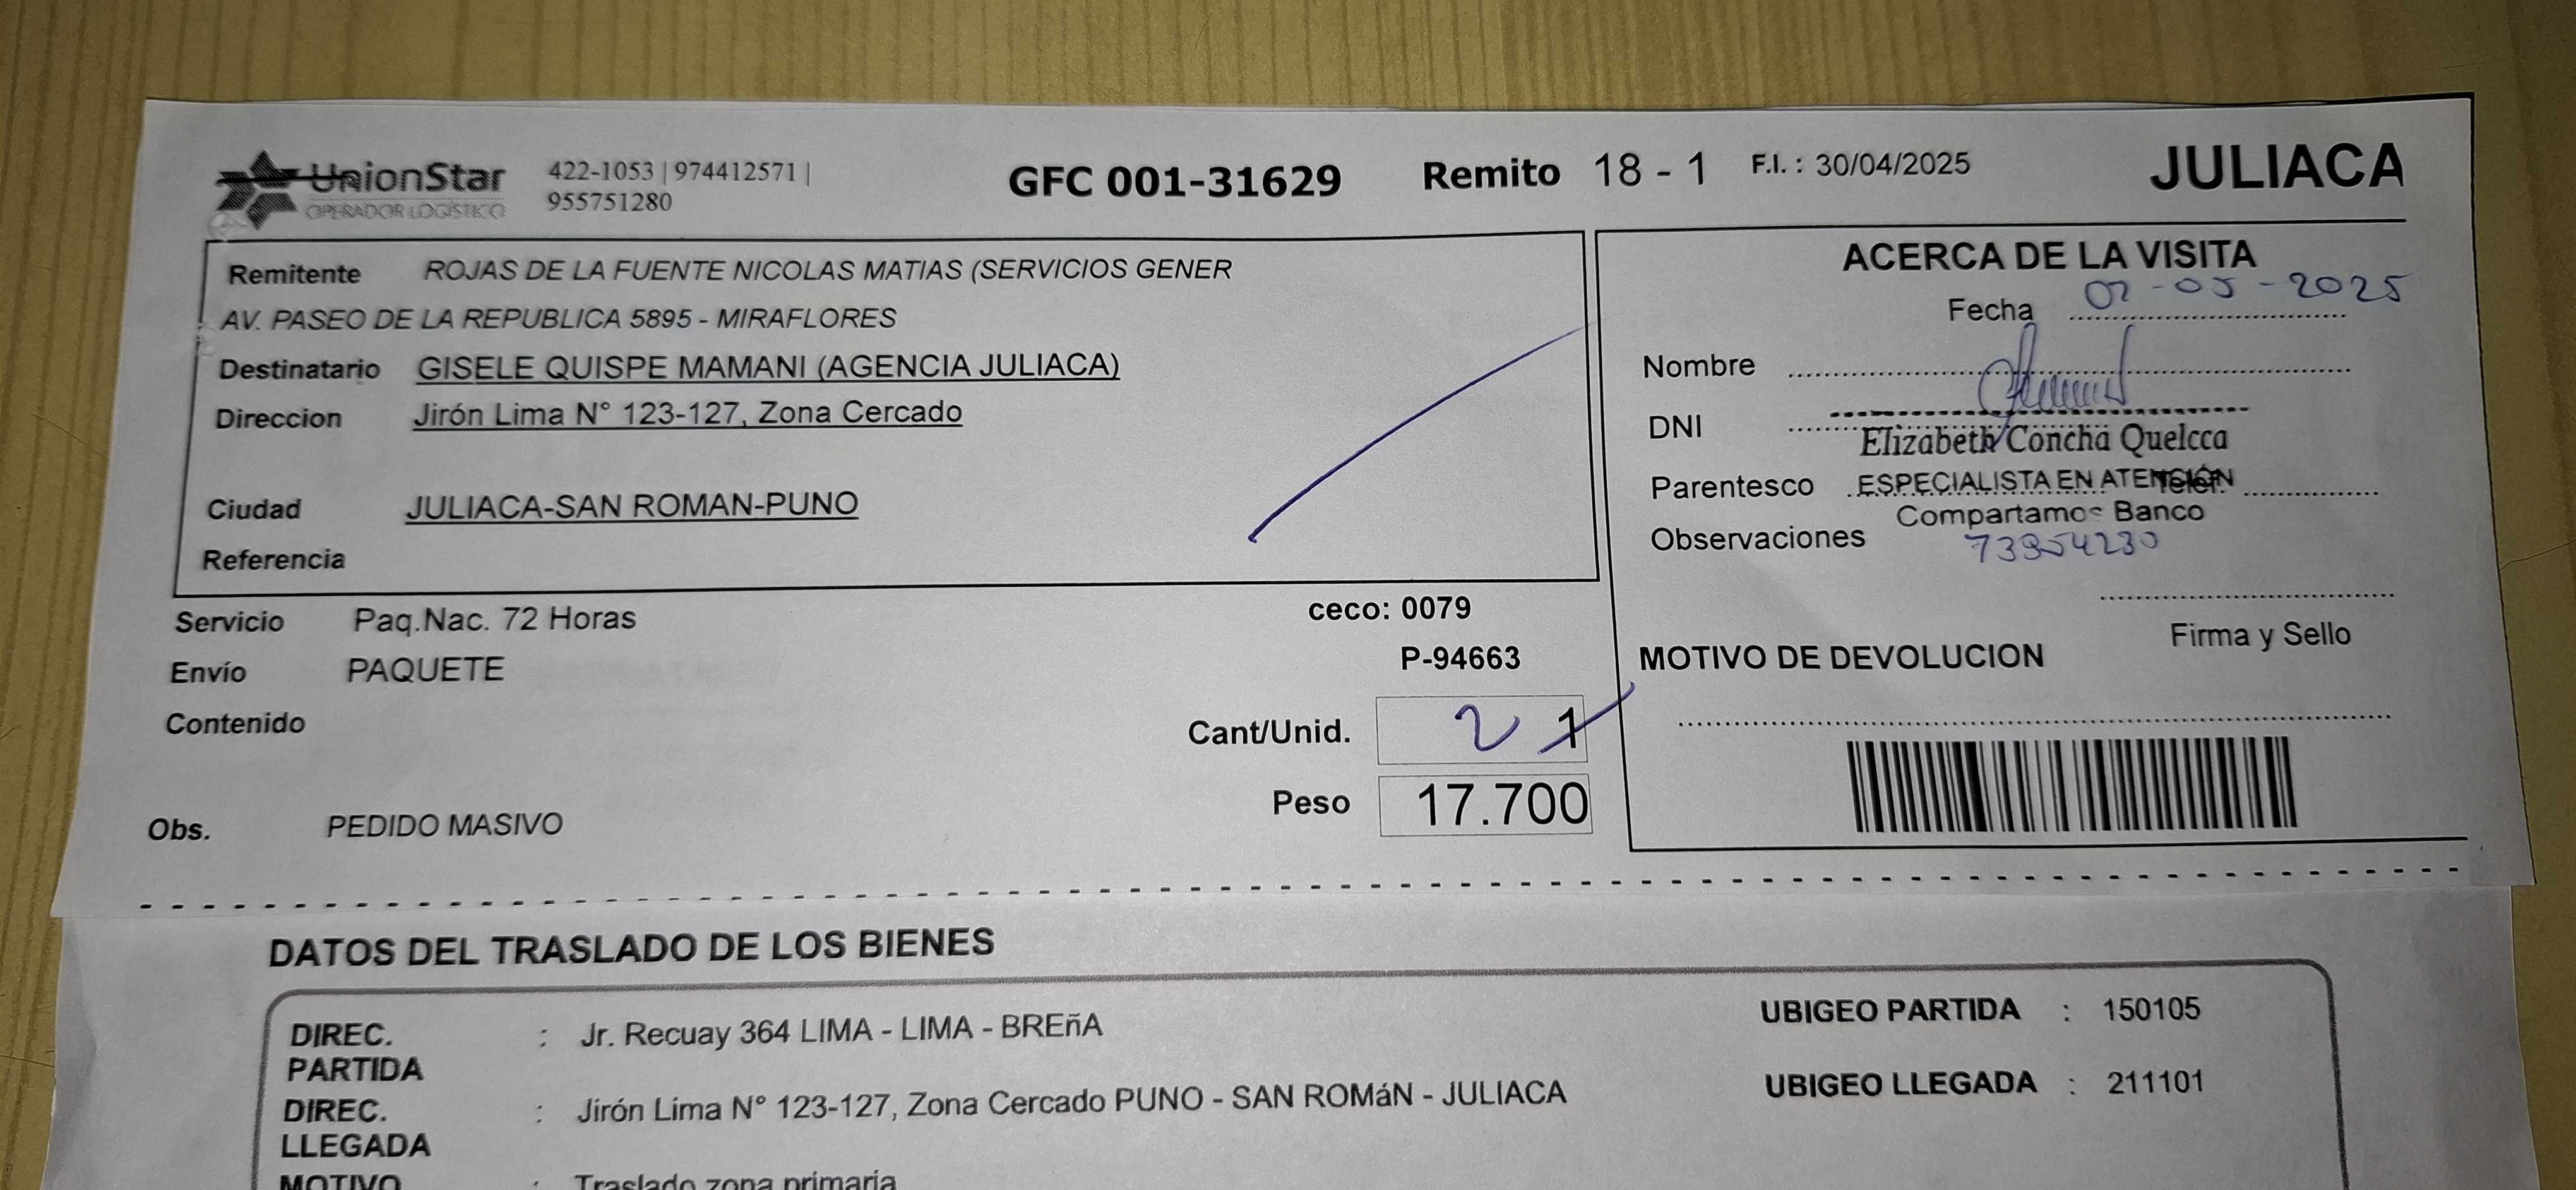 UnionStar
OPERADOR LOGÍSTICO
422-1053 | 974412571 |
955751280
GFC 001-31629
Remito 18 - 1
F.I. : 30/04/2025
JULIACA
Remitente ROJAS DE LA FUENTE NICOLAS MATIAS (SERVICIOS GENER
AV. PASEO DE LA REPUBLICA 5895 - MIRAFLORES
Destinatario GISELE QUISPE MAMANI (AGENCIA JULIACA)
Direccion Jirón Lima N° 123-127, Zona Cercado
Ciudad JULIACA-SAN ROMAN-PUNO
Referencia
ACERCA DE LA VISITA
Fecha 02-05-2025
Nombre
DNI
Elizabeth Concha Quelcca
Parentesco ESPECIALISTA EN ATENCIÓN Telef.
Compartamos Banco
Observaciones
Firma y Sello
MOTIVO DE DEVOLUCION
Servicio Paq.Nac. 72 Horas
ceco: 0079
Envío PAQUETE
P-94663
Contenido
Cant/Unid. 2 1
Peso 17.700
Obs. PEDIDO MASIVO
DATOS DEL TRASLADO DE LOS BIENES
DIREC. PARTIDA : Jr. Recuay 364 LIMA - LIMA - BREñA
UBIGEO PARTIDA : 150105
DIREC. LLEGADA : Jirón Lima N° 123-127, Zona Cercado PUNO - SAN ROMáN - JULIACA
UBIGEO LLEGADA : 211101
MOTIVO : Traslado zona primaria